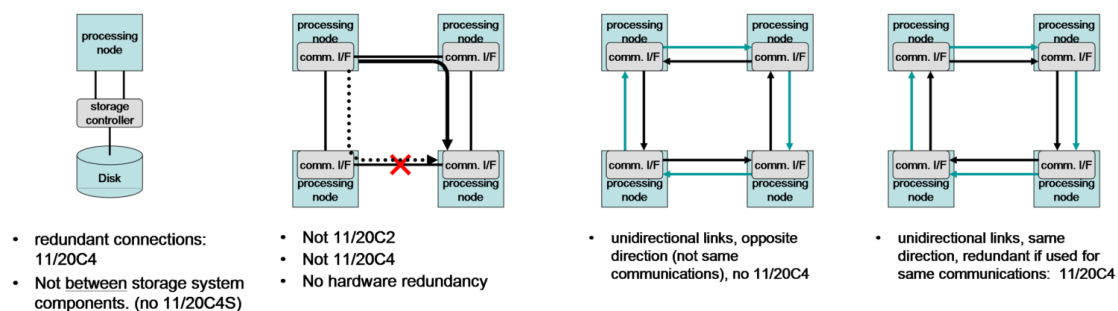 processing
node
storage
controller
Disk
• redundant connections:
11/20C4
• Not between storage system
components. (no 11/20C4S)
processing
node
comm. I/F
processing
node
comm. I/F
comm. I/F
processing
node
comm. I/F
processing
node
• Not 11/20C2
• Not 11/20C4
• No hardware redundancy
processing
node
comm. I/F
processing
node
comm. I/F
comm. I/F
processing
node
comm. I/F
processing
node
• unidirectional links, opposite
direction (not same
communications), no 11/20C4
processing
node
comm. I/F
processing
node
comm. I/F
comm. I/F
processing
node
comm. I/F
processing
node
• unidirectional links, same
direction, redundant if used for
same communications: 11/20C4